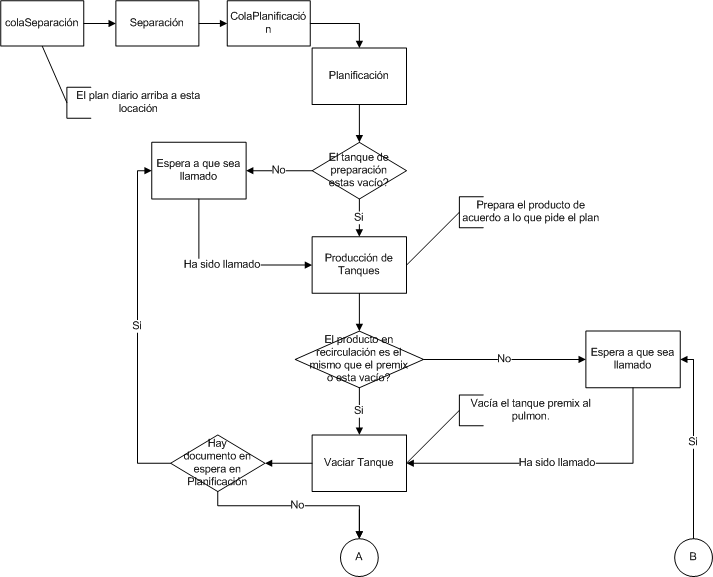 colaSeparación
Separación
ColaPlanificació
n
Planificación
El plan diario arriba a esta
locación
El tanque de
preparación
estas vacío?
No
Espera a que sea
llamado
Si
Prepara el producto de
acuerdo a lo que pide el plan
Ha sido llamado
Producción de
Tanques
Si
El producto en
recirculación es el
mismo que el premix
o esta vacío?
No
Espera a que sea
llamado
Si
Vacía el tanque premix al
pulmon.
Si
Hay
documento en
espera en
Planificación
Vaciar Tanque
Ha sido llamado
No
A
B